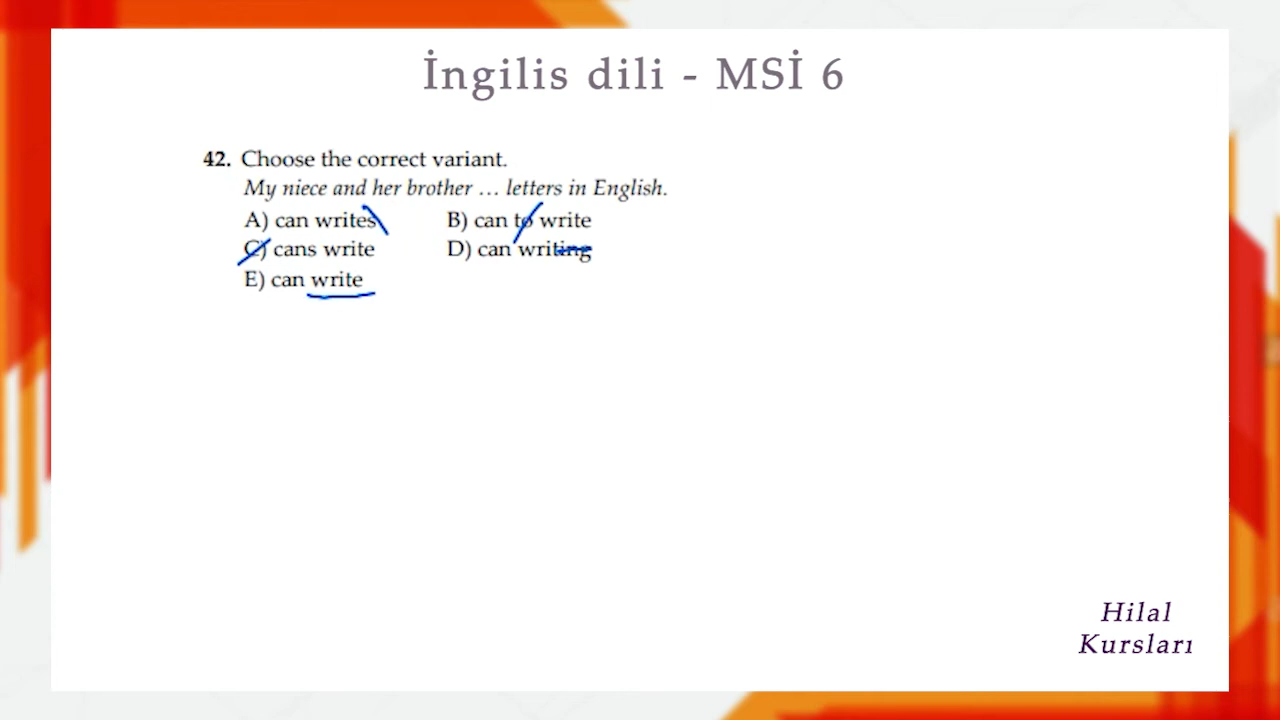 İngilis dili - MSİ 6
42. Choose the correct variant.
My niece and her brother … letters in English.
A) can writes B) can to write
C) cans write D) can writing
E) can write
Hilal
Kursları